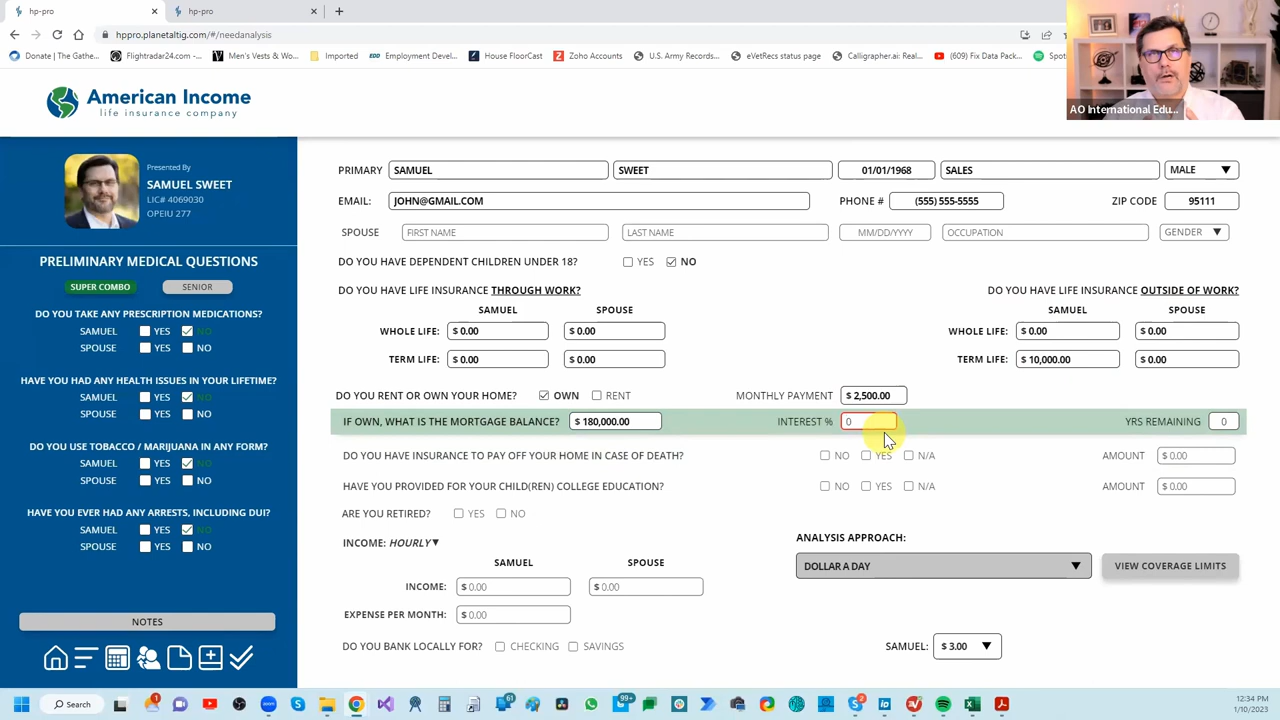 hp-pro
hp-pro
hppro.planetaltig.com/#/needanalysis
Donate | The Gathe...
Flightradar24.com -...
Men's Vests & Wo...
Imported
EDD Employment Devel...
House FloorCast
Zoho Accounts
U.S. Army Records...
eVetRecs status page
Calligrapher.ai: Real...
(609) Fix Data Pack...
Spot
AO International Edu...
American Income
life insurance company
Presented By
SAMUEL SWEET
LIC# 4069030
OPEIU 277
PRELIMINARY MEDICAL QUESTIONS
SUPER COMBO SENIOR
DO YOU TAKE ANY PRESCRIPTION MEDICATIONS?
SAMUEL YES NO
SPOUSE YES NO
HAVE YOU HAD ANY HEALTH ISSUES IN YOUR LIFETIME?
SAMUEL YES NO
SPOUSE YES NO
DO YOU USE TOBACCO / MARIJUANA IN ANY FORM?
SAMUEL YES NO
SPOUSE YES NO
HAVE YOU EVER HAD ANY ARRESTS, INCLUDING DUI?
SAMUEL YES NO
SPOUSE YES NO
NOTES
PRIMARY SAMUEL SWEET 01/01/1968 SALES MALE
EMAIL: JOHN@GMAIL.COM PHONE # (555) 555-5555 ZIP CODE 95111
SPOUSE FIRST NAME LAST NAME MM/DD/YYYY OCCUPATION GENDER
DO YOU HAVE DEPENDENT CHILDREN UNDER 18? YES NO
DO YOU HAVE LIFE INSURANCE THROUGH WORK? DO YOU HAVE LIFE INSURANCE OUTSIDE OF WORK?
SAMUEL SPOUSE SAMUEL SPOUSE
WHOLE LIFE: $ 0.00 $ 0.00 WHOLE LIFE: $ 0.00 $ 0.00
TERM LIFE: $ 0.00 $ 0.00 TERM LIFE: $ 10,000.00 $ 0.00
DO YOU RENT OR OWN YOUR HOME? OWN RENT MONTHLY PAYMENT $ 2,500.00
IF OWN, WHAT IS THE MORTGAGE BALANCE? $ 180,000.00 INTEREST % 0 YRS REMAINING 0
DO YOU HAVE INSURANCE TO PAY OFF YOUR HOME IN CASE OF DEATH? NO YES N/A AMOUNT $ 0.00
HAVE YOU PROVIDED FOR YOUR CHILD(REN) COLLEGE EDUCATION? NO YES N/A AMOUNT $ 0.00
ARE YOU RETIRED? YES NO
INCOME: HOURLY ANALYSIS APPROACH:
SAMUEL SPOUSE DOLLAR A DAY VIEW COVERAGE LIMITS
INCOME: $ 0.00 $ 0.00
EXPENSE PER MONTH: $ 0.00
DO YOU BANK LOCALLY FOR? CHECKING SAVINGS SAMUEL: $ 3.00
Search
1
61
99+
12:34 PM
1/10/2023